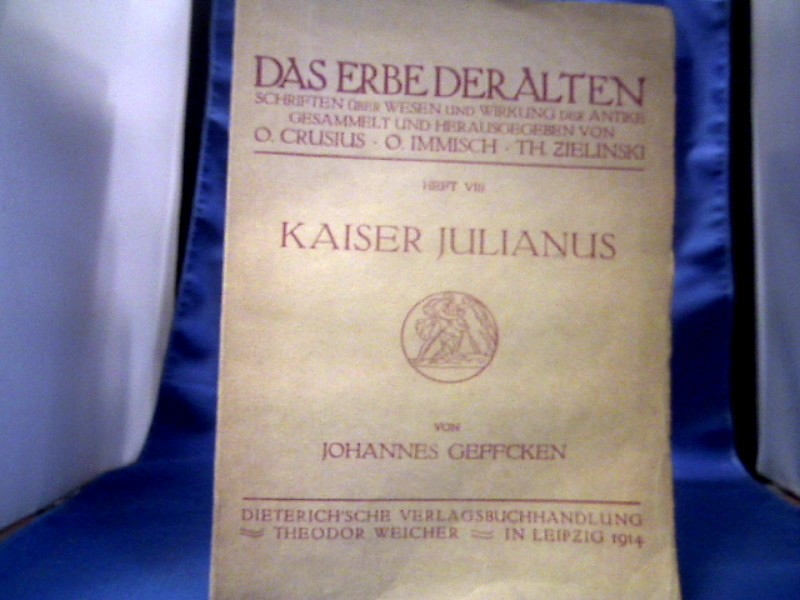 DAS ERBE DER ALTEN
SCHRIFTEN ÜBER WESEN UND WIRKUNG DER ANTIKE
GESAMMELT UND HERAUSGEGEBEN VON
O. CRUSIUS · O. IMMISCH · TH. ZIELINSKI
HEFT VIII
KAISER JULIANUS
VON
JOHANNES GEFFCKEN
DIETERICH'SCHE VERLAGSBUCHHANDLUNG
THEODOR WEICHER IN LEIPZIG 1914